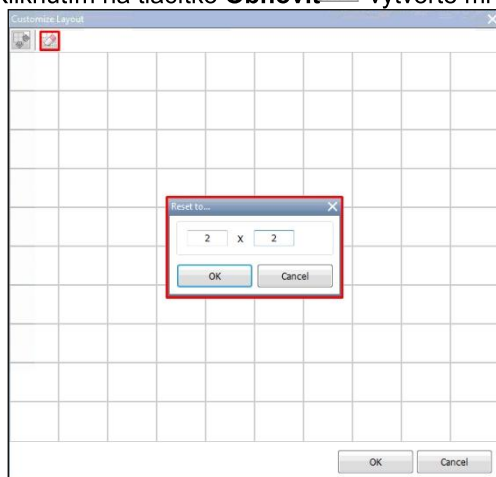 Kliknutím na tlačítko Obnovit vytvořte mř
Customize Layout
Reset to...
2 x 2
OK Cancel
OK Cancel